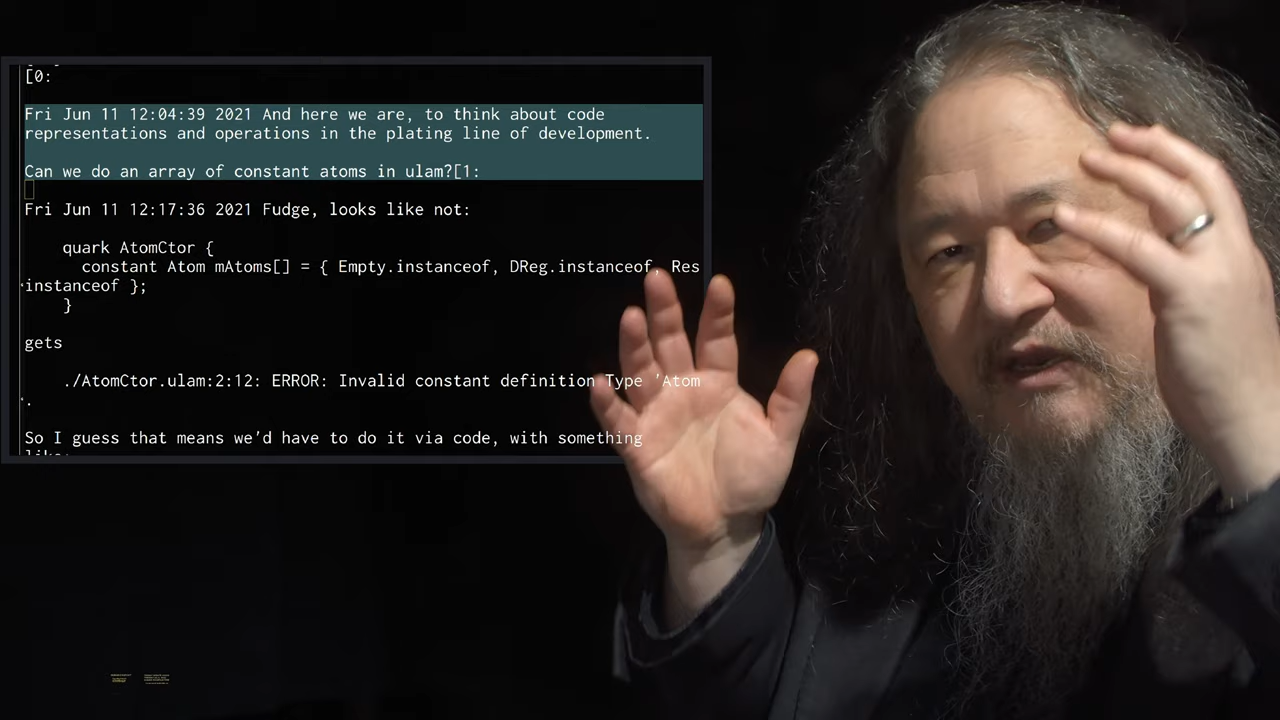 [0:
Fri Jun 11 12:04:39 2021 And here we are, to think about code
representations and operations in the plating line of development.
Can we do an array of constant atoms in ulam?[1:
Fri Jun 11 12:17:36 2021 Fudge, looks like not:
quark AtomCtor {
constant Atom mAtoms[] = { Empty.instanceof, DReg.instanceof, Res
instanceof };
}
gets
./AtomCtor.ulam:2:12: ERROR: Invalid constant definition Type 'Atom
.
So I guess that means we'd have to do it via code, with something